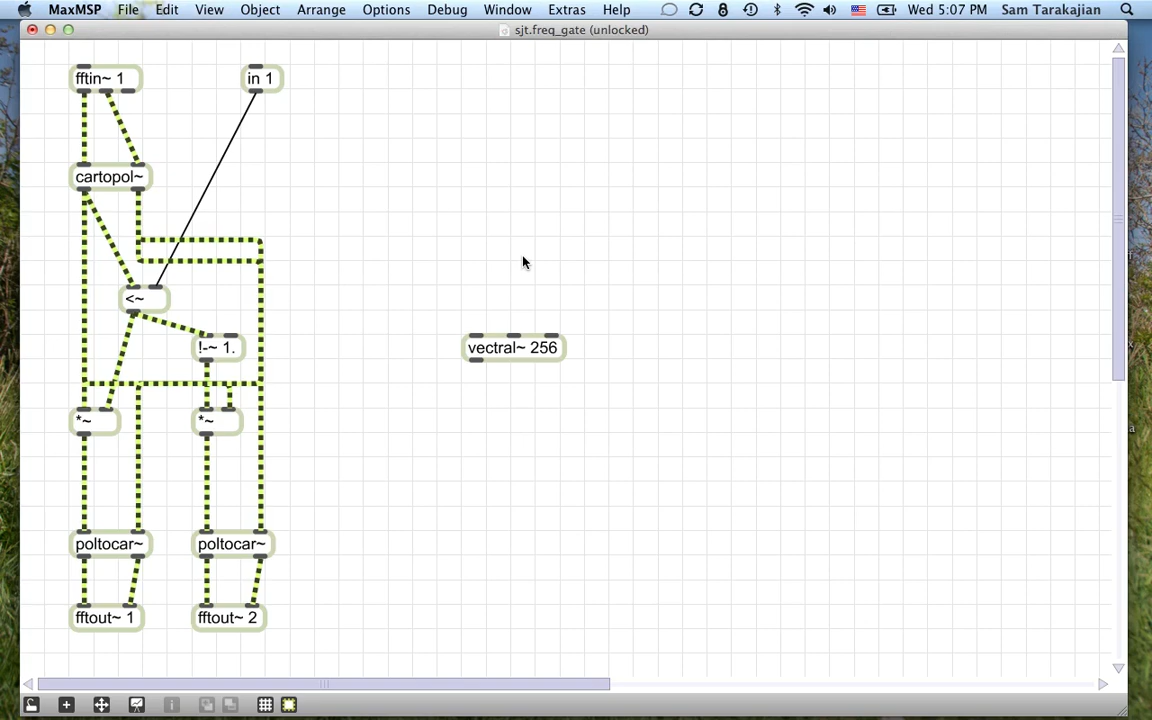 MaxMSP File Edit View Object Arrange Options Debug Window Extras Help Wed 5:07 PM Sam Tarakajian
sjt.freq_gate (unlocked)
fftin~ 1
in 1
cartopol~
<~
!-~ 1.
vectral~ 256
*~
*~
poltocar~
poltocar~
fftout~ 1
fftout~ 2